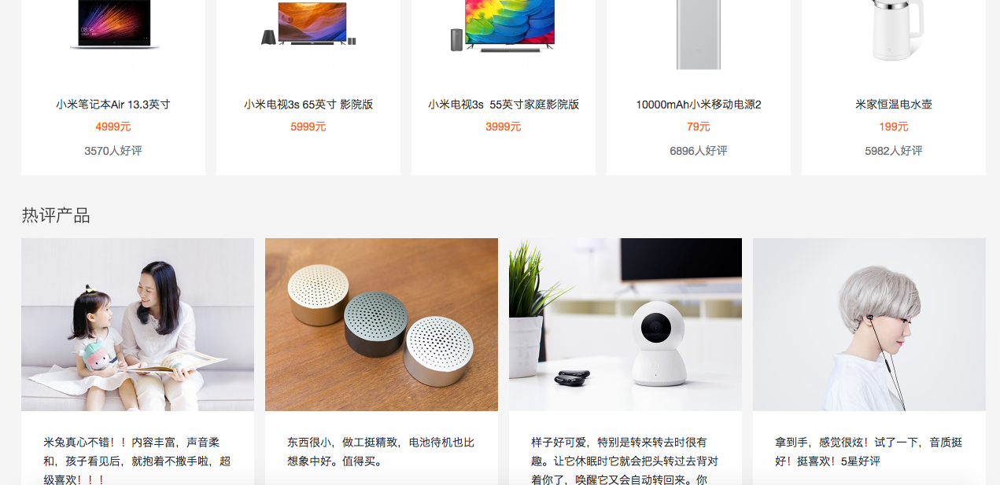 08:16
小米笔记本Air 13.3英寸
小米电视3s 65英寸 影院版
小米电视3s 55英寸家庭影院版
10000mAh小米移动电源2
米家恒温电水壶
4999元
5999元
3999元
79元
199元
3570人好评
6896人好评
5982人好评
热评产品
米兔真心不错！！内容丰富，声音柔
和，孩子看见后，就抱着不撒手啦，超
级喜欢！！！
东西很小，做工挺精致，电池待机也比
想象中好。值得买。
样子好可爱，特别是转来转去时很有
趣。让它休眠时它就会把头转过去背对
着你了，唤醒它又会自动转回来。你
拿到手，感觉很炫！试了一下，音质挺
好！挺喜欢！5星好评